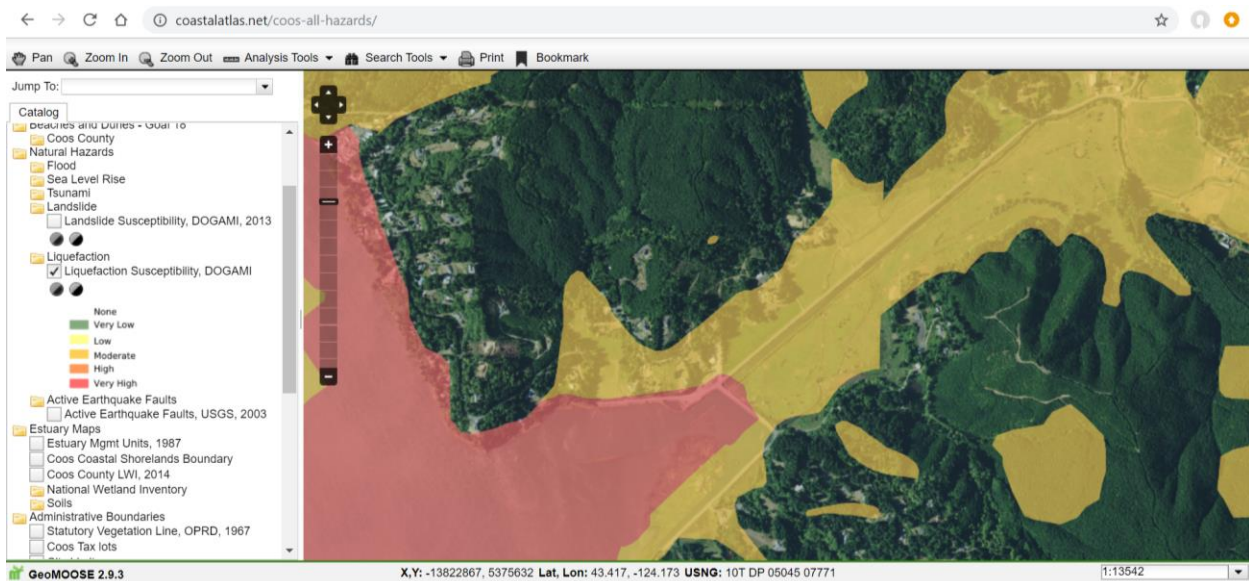 coastalatlas.net/coos-all-hazards/
Pan Zoom In Zoom Out Analysis Tools Search Tools Print Bookmark
Jump To:
Catalog
Beaches and Dunes - Goal 18
Coos County
Natural Hazards
Flood
Sea Level Rise
Tsunami
Landslide
Landslide Susceptibility, DOGAMI, 2013
Liquefaction
Liquefaction Susceptibility, DOGAMI
None
Very Low
Low
Moderate
High
Very High
Active Earthquake Faults
Active Earthquake Faults, USGS, 2003
Estuary Maps
Estuary Mgmt Units, 1987
Coos Coastal Shorelands Boundary
Coos County LWI, 2014
National Wetland Inventory
Soils
Administrative Boundaries
Statutory Vegetation Line, OPRD, 1967
Coos Tax lots
GeoMOOSE 2.9.3 X,Y: -13822867, 5375632 Lat, Lon: 43.417, -124.173 USNG: 10T DP 05045 07771 1:13542